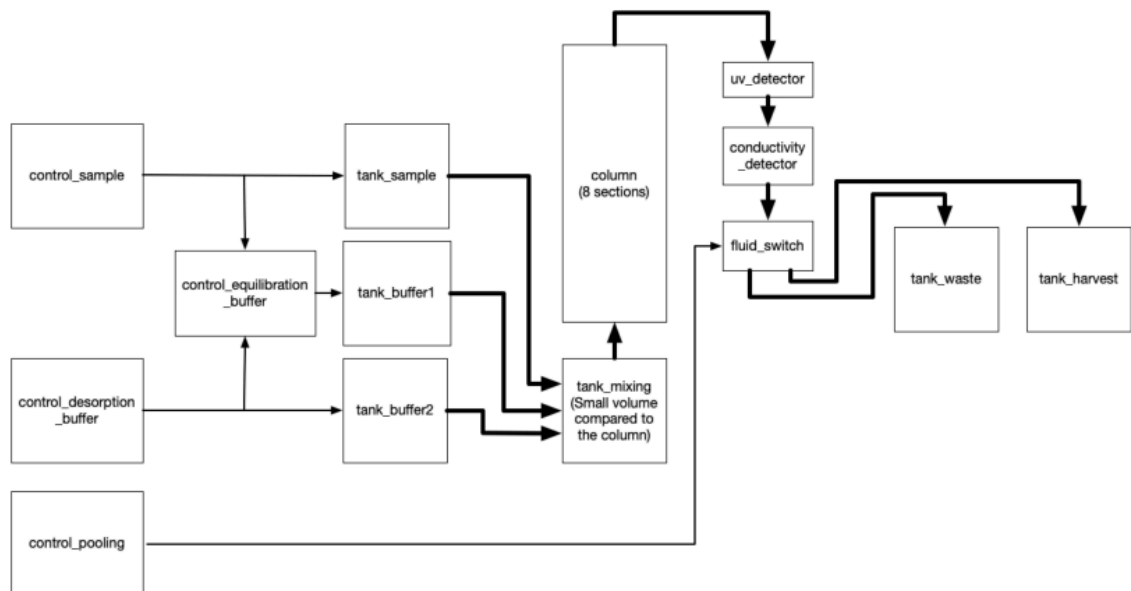 uv_detector
conductivity
_detector
column
(8 sections)
control_sample
tank_sample
fluid_switch
control_equilibration
_buffer
tank_buffer1
tank_waste
tank_harvest
control_desorption
_buffer
tank_buffer2
tank_mixing
(Small volume
compared to
the column)
control_pooling